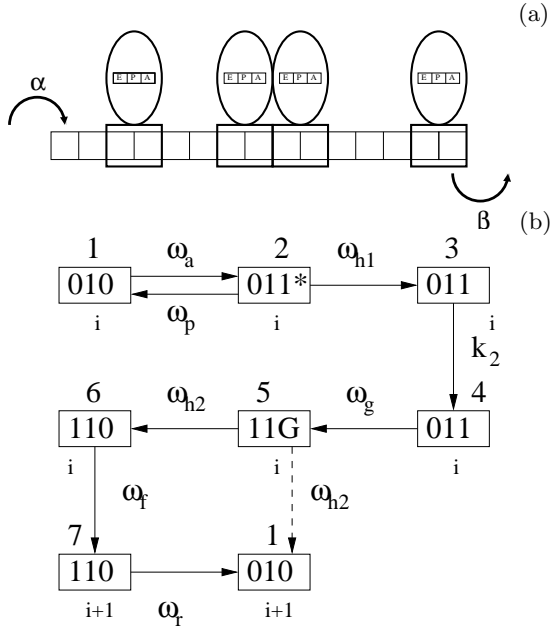 (a)
E P A E P A E P A E P A
α
β
(b)
1 ω_a 2 ω_h1 3
010 011* 011
i ω_p i i
k_2
6 ω_h2 5 ω_g 4
110 11G 011
i i i
ω_f ω_h2
7 1
110 010
i+1 ω_r i+1